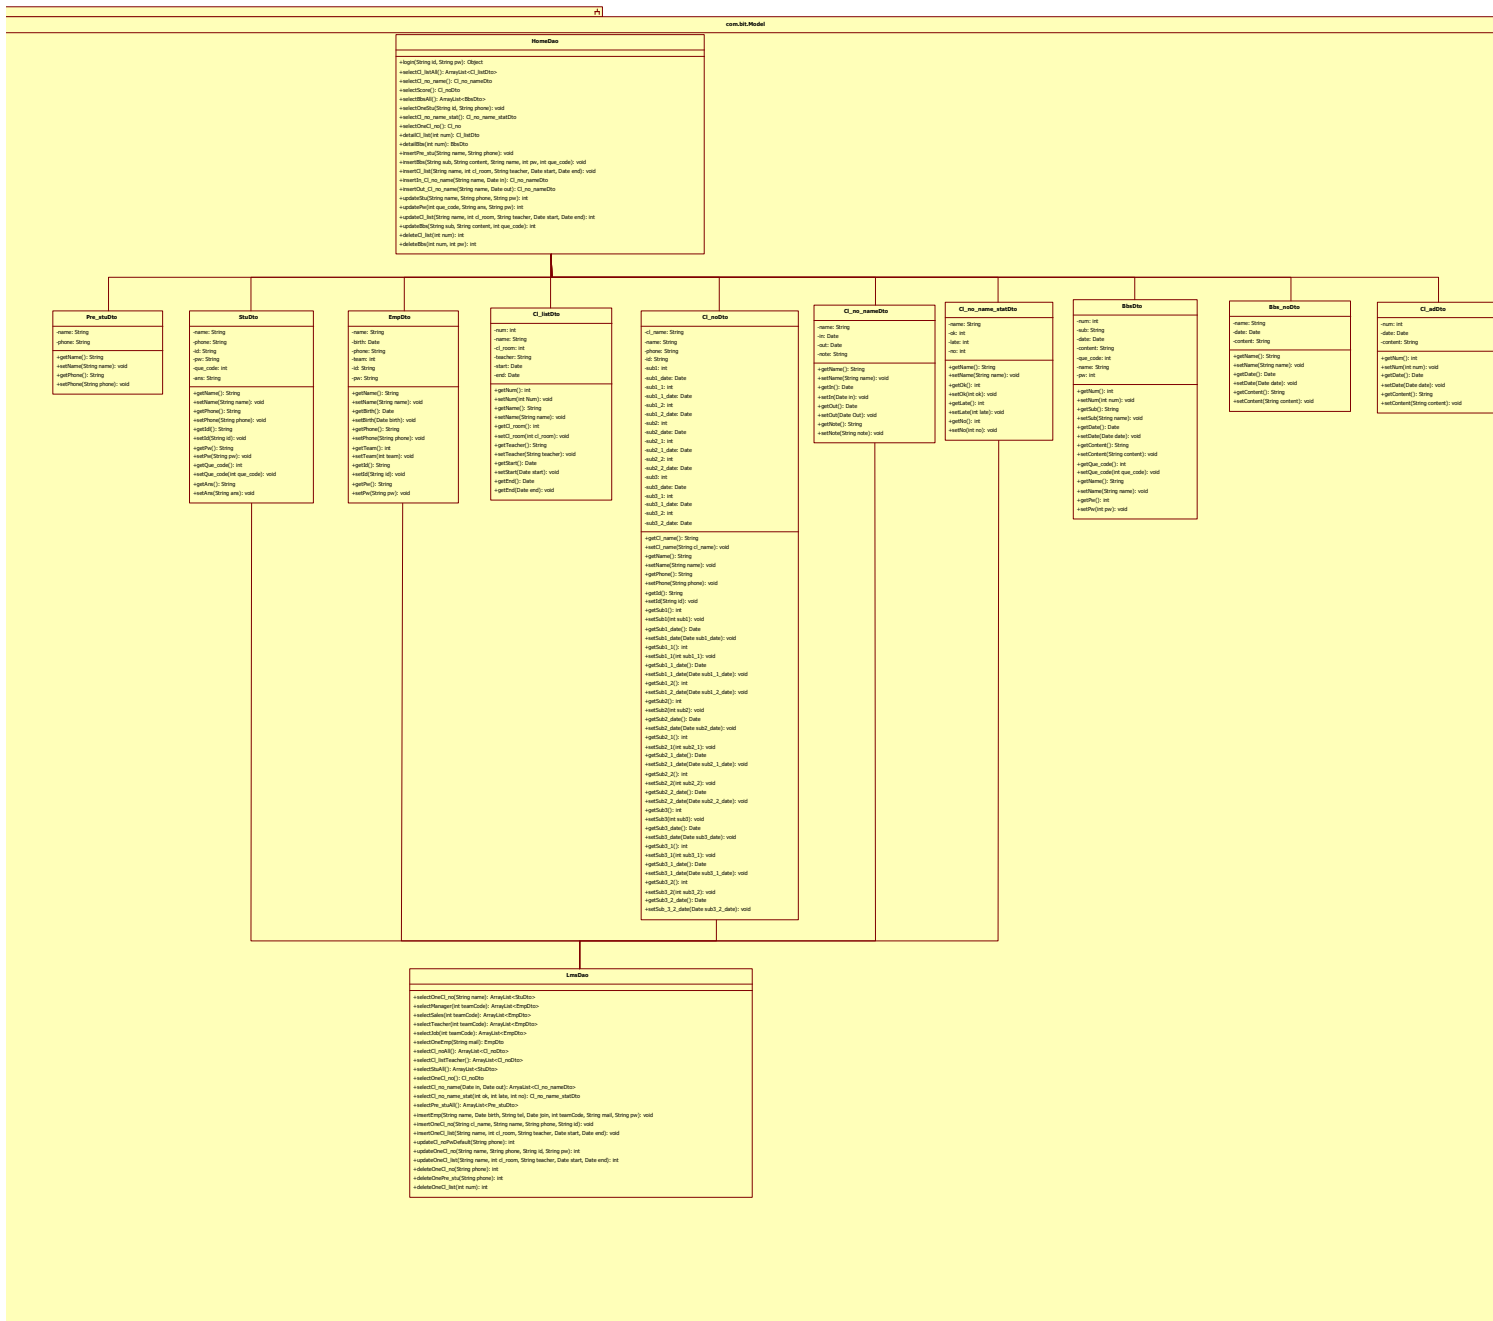 com.bit.Model
HomeDao
+login(String id, String pw): Object
+selectCl_listAll(): ArrayList<Cl_listDto>
+selectCl_no_name(): Cl_no_nameDto
+selectScore(): Cl_noDto
+selectBbsAll(): ArrayList<BbsDto>
+selectOneStu(String id, String phone): void
+selectCl_no_name_stat(): Cl_no_name_statDto
+selectOneCl_no(): Cl_no
+detailCl_list(int num): Cl_listDto
+detailBbs(int num): BbsDto
+insertPre_stu(String name, String phone): void
+insertBbs(String sub, String content, String name, int pw, int que_code): void
+insertCl_list(String name, int cl_room, String teacher, Date start, Date end): void
+insertIn_Cl_no_name(String name, Date in): Cl_no_nameDto
+insertOut_Cl_no_name(String name, Date out): Cl_no_nameDto
+updateStu(String name, String phone, String pw): int
+updatePw(int que_code, String ans, String pw): int
+updateCl_list(String name, int cl_room, String teacher, Date start, Date end): int
+updateBbs(String sub, String content, int que_code): int
+deleteCl_list(int num): int
+deleteBbs(int num, int pw): int
Pre_stuDto
-name: String
-phone: String
+getName(): String
+setName(String name): void
+getPhone(): String
+setPhone(String phone): void
StuDto
-name: String
-phone: String
-id: String
-pw: String
-que_code: int
-ans: String
+getName(): String
+setName(String name): void
+getPhone(): String
+setPhone(String phone): void
+getId(): String
+setId(String id): void
+getPw(): String
+setPw(String pw): void
+getQue_code(): int
+setQue_code(int que_code): void
+getAns(): String
+setAns(String ans): void
EmpDto
-name: String
-birth: Date
-phone: String
-team: int
-id: String
-pw: String
+getName(): String
+setName(String name): void
+getBirth(): Date
+setBirth(Date birth): void
+getPhone(): String
+setPhone(String phone): void
+getTeam(): int
+setTeam(int team): void
+getId(): String
+setId(String id): void
+getPw(): String
+setPw(String pw): void
Cl_listDto
-num: int
-name: String
-cl_room: int
-teacher: String
-start: Date
-end: Date
+getNum(): int
+setNum(int Num): void
+getName(): String
+setName(String name): void
+getCl_room(): int
+setCl_room(int cl_room): void
+getTeacher(): String
+setTeacher(String teacher): void
+getStart(): Date
+setStart(Date start): void
+getEnd(): Date
+getEnd(Date end): void
Cl_noDto
-cl_name: String
-name: String
-phone: String
-id: String
-sub1: int
-sub1_date: Date
-sub1_1: int
-sub1_1_date: Date
-sub1_2: int
-sub1_2_date: Date
-sub2: int
-sub2_date: Date
-sub2_1: int
-sub2_1_date: Date
-sub2_2: int
-sub2_2_date: Date
-sub3: int
-sub3_date: Date
-sub3_1: int
-sub3_1_date: Date
-sub3_2: int
-sub3_2_date: Date
+getCl_name(): String
+setCl_name(String cl_name): void
+getName(): String
+setName(String name): void
+getPhone(): String
+setPhone(String phone): void
+getId(): String
+setId(String id): void
+getSub1(): int
+setSub1(int sub1): void
+getSub1_date(): Date
+setSub1_date(Date sub1_date): void
+getSub1_1(): int
+setSub1_1(int sub1_1): void
+getSub1_1_date(): Date
+setSub1_1_date(Date sub1_1_date): void
+getSub1_2(): int
+setSub1_2_date(Date sub1_2_date): void
+getSub2(): int
+setSub2(int sub2): void
+getSub2_date(): Date
+setSub2_date(Date sub2_date): void
+getSub2_1(): int
+setSub2_1(int sub2_1): void
+getSub2_1_date(): Date
+setSub2_1_date(Date sub2_1_date): void
+getSub2_2(): int
+setSub2_2(int sub2_2): void
+getSub2_2_date(): Date
+setSub2_2_date(Date sub2_2_date): void
+getSub3(): int
+setSub3(int sub3): void
+getSub3_date(): Date
+setSub3_date(Date sub3_date): void
+getSub3_1(): int
+setSub3_1(int sub3_1): void
+getSub3_1_date(): Date
+setSub3_1_date(Date sub3_1_date): void
+getSub3_2(): int
+setSub3_2(int sub3_2): void
+getSub3_2_date(): Date
+setSub_3_2_date(Date sub3_2_date): void
Cl_no_nameDto
-name: String
-in: Date
-out: Date
-note: String
+getName(): String
+setName(String name): void
+getIn(): Date
+setIn(Date in): void
+getOut(): Date
+setOut(Date Out): void
+getNote(): String
+setNote(String note): void
Cl_no_name_statDto
-name: String
-ok: int
-late: int
-no: int
+getName(): String
+setName(String name): void
+getOk(): int
+setOk(int ok): void
+getLate(): int
+setLate(int late): void
+getNo(): int
+setNo(int no): void
BbsDto
-num: int
-sub: String
-date: Date
-content: String
-que_code: int
-name: String
-pw: int
+getNum(): int
+setNum(int num): void
+getSub(): String
+setSub(String name): void
+getDate(): Date
+setDate(Date date): void
+getContent(): String
+setContent(String content): void
+getQue_code(): int
+setQue_code(int que_code): void
+getName(): String
+setName(String name): void
+getPw(): int
+setPw(int pw): void
Bbs_noDto
-name: String
-date: Date
-content: String
+getName(): String
+setName(String name): void
+getDate(): Date
+setDate(Date date): void
+getContent(): String
+setContent(String content): void
Cl_adDto
-num: int
-date: Date
-content: String
+getNum(): int
+setNum(int num): void
+getDate(): Date
+setDate(Date date): void
+getContent(): String
+setContent(String content): void
LmsDao
+selectOneCl_no(String name): ArrayList<StuDto>
+selectManager(int teamCode): ArrayList<EmpDto>
+selectSales(int teamCode): ArrayList<EmpDto>
+selectTeacher(int teamCode): ArrayList<EmpDto>
+selectJob(int teamCode): ArrayList<EmpDto>
+selectOneEmp(String mail): EmpDto
+selectCl_noAll(): ArrayList<Cl_noDto>
+selectCl_listTeacher(): ArrayList<Cl_noDto>
+selectStuAll(): ArrayList<StuDto>
+selectOneCl_no(): Cl_noDto
+selectCl_no_name(Date in, Date out): ArryaList<Cl_no_nameDto>
+selectCl_no_name_stat(int ok, int late, int no): Cl_no_name_statDto
+selectPre_stuAll(): ArrayList<Pre_stuDto>
+insertEmp(String name, Date birth, String tel, Date join, int teamCode, String mail, String pw): void
+insertOneCl_no(String cl_name, String name, String phone, String id): void
+insertOneCl_list(String name, int cl_room, String teacher, Date start, Date end): void
+updateCl_noPwDefault(String phone): int
+updateOneCl_no(String name, String phone, String id, String pw): int
+updateOneCl_list(String name, int cl_room, String teacher, Date start, Date end): int
+deleteOneCl_no(String phone): int
+deleteOnePre_stu(String phone): int
+deleteOneCl_list(int num): int